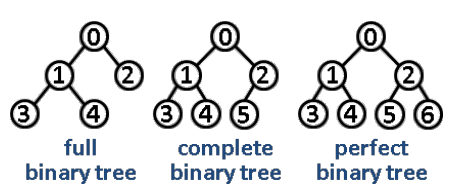 0 0 0
1 2 1 2 1 2
3 4 3 4 5 3 4 5 6
full complete perfect
binary tree binary tree binary tree